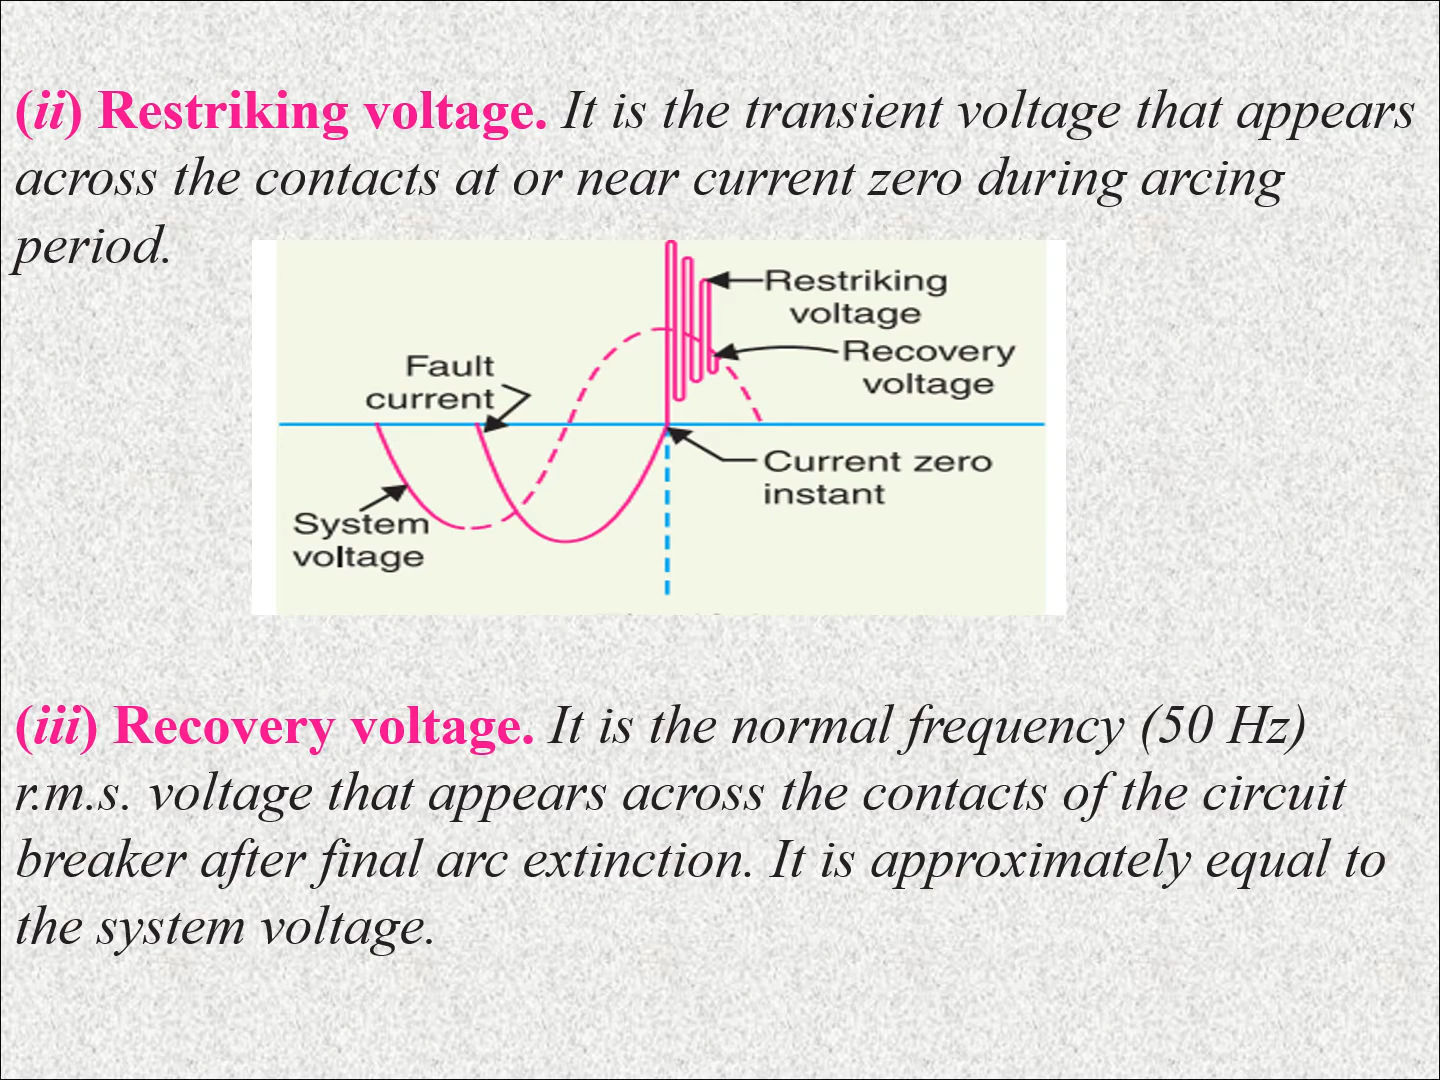 (ii) Restriking voltage. It is the transient voltage that appears
across the contacts at or near current zero during arcing
period.
Restriking
voltage
Recovery
voltage
Fault
current
Current zero
instant
System
voltage
(iii) Recovery voltage. It is the normal frequency (50 Hz)
r.m.s. voltage that appears across the contacts of the circuit
breaker after final arc extinction. It is approximately equal to
the system voltage.